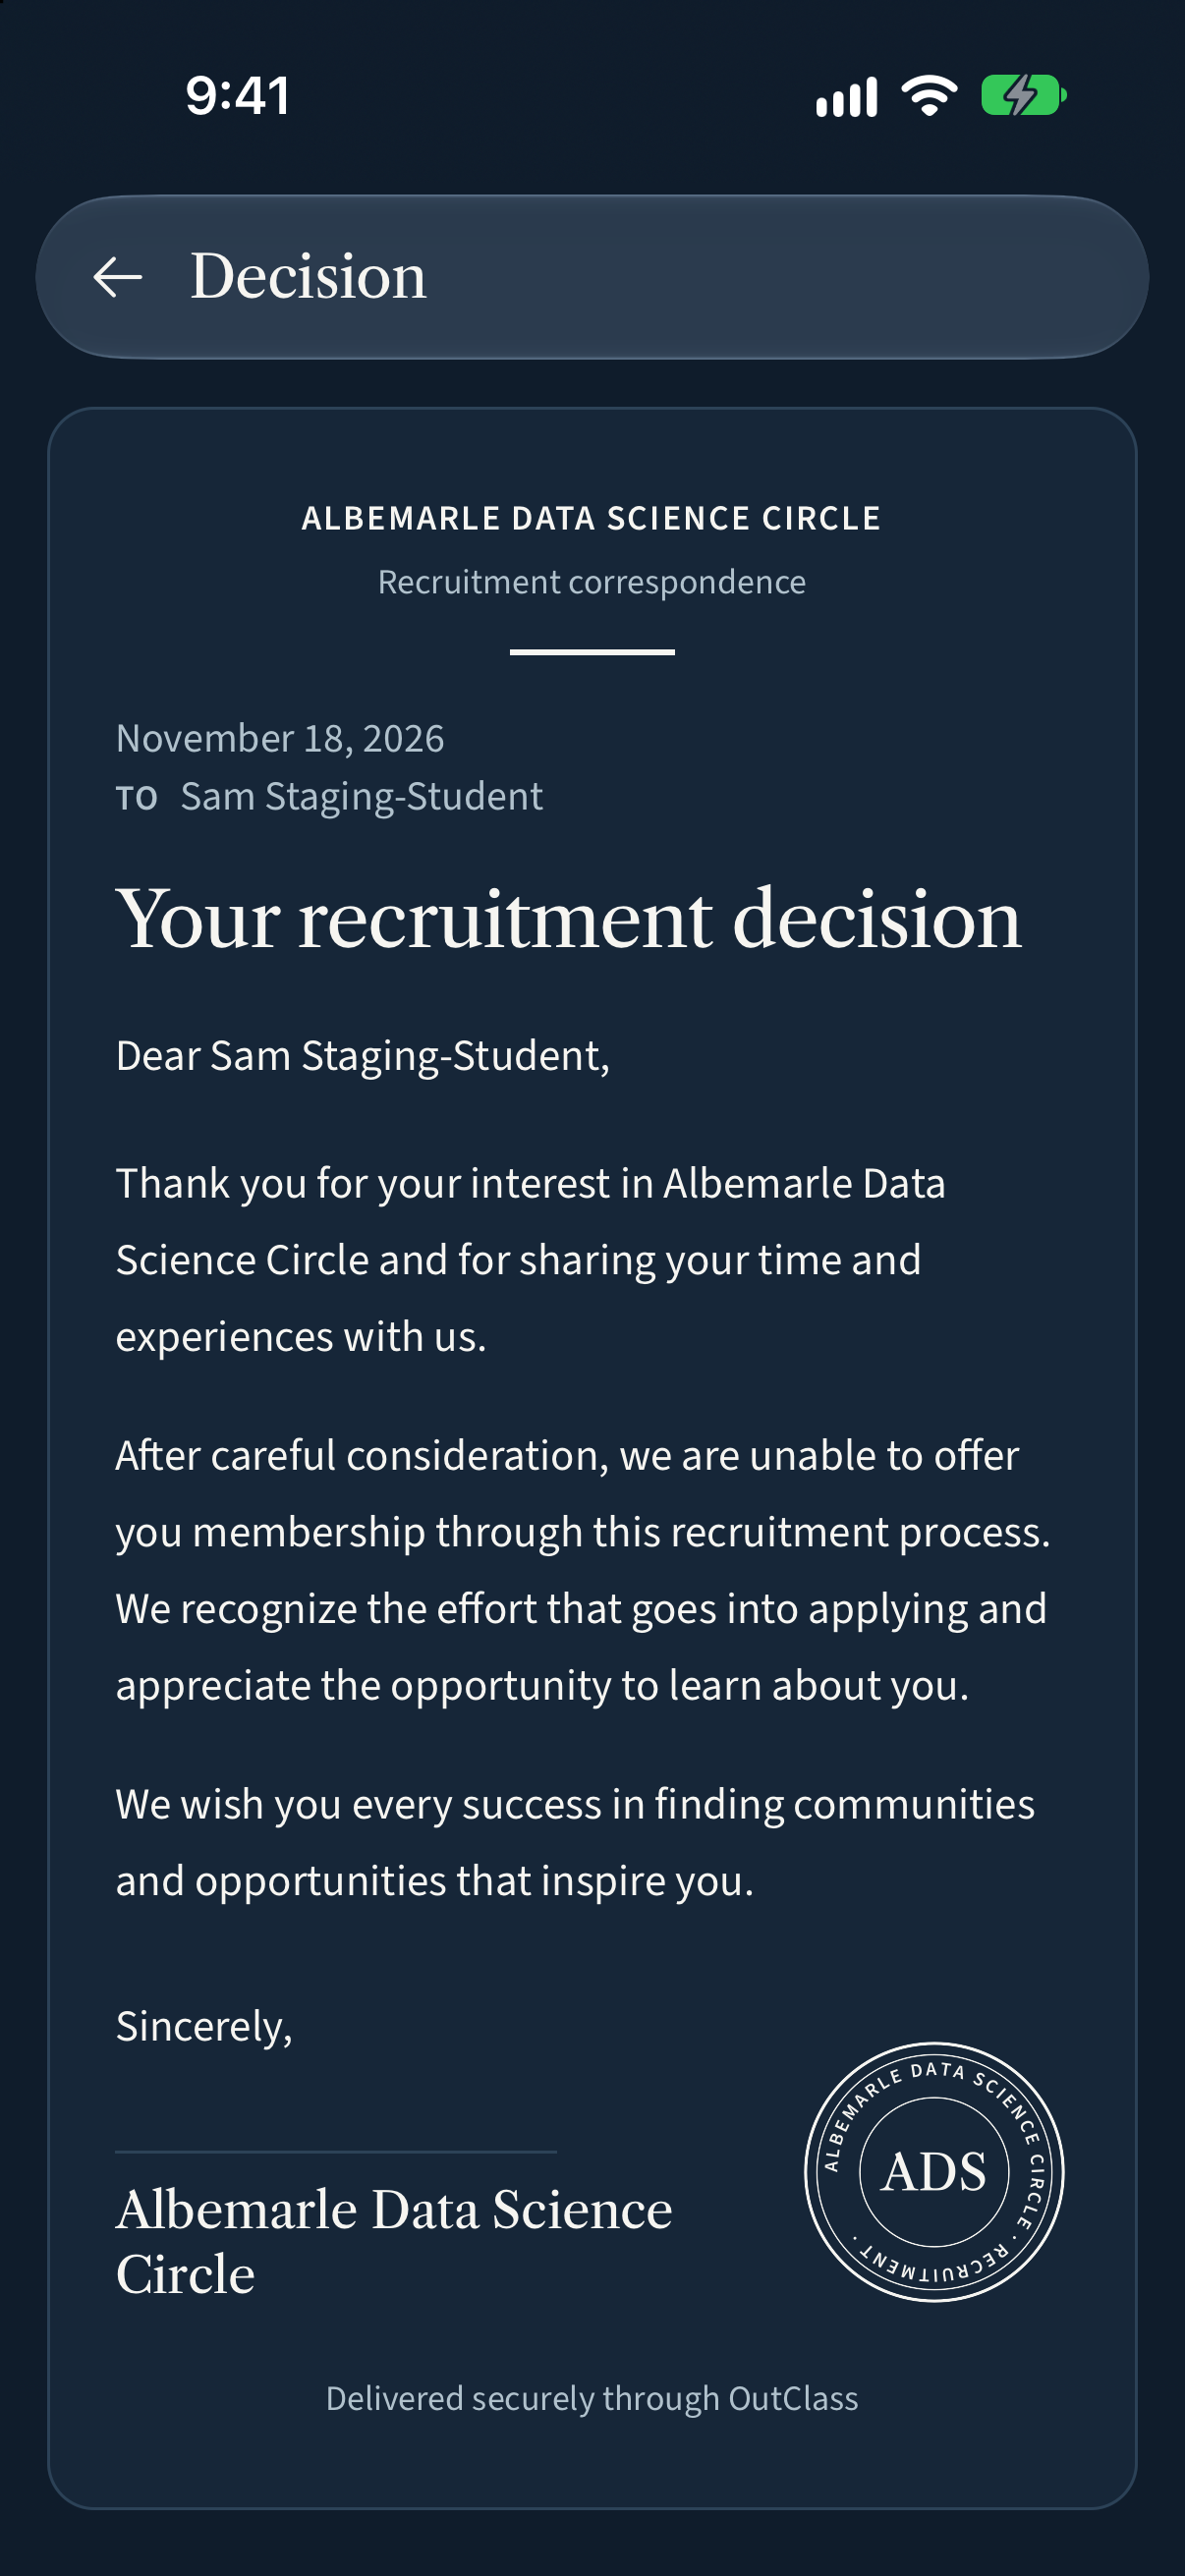 9:41
Decision
ALBEMARLE DATA SCIENCE CIRCLE
Recruitment correspondence
November 18, 2026
TO Sam Staging-Student
Your recruitment decision
Dear Sam Staging-Student,
Thank you for your interest in Albemarle Data
Science Circle and for sharing your time and
experiences with us.
After careful consideration, we are unable to offer
you membership through this recruitment process.
We recognize the effort that goes into applying and
appreciate the opportunity to learn about you.
We wish you every success in finding communities
and opportunities that inspire you.
Sincerely,
Albemarle Data Science
Circle
ALBEMARLE DATA SCIENCE CIRCLE · RECRUITMENT ·
ADS
Delivered securely through OutClass